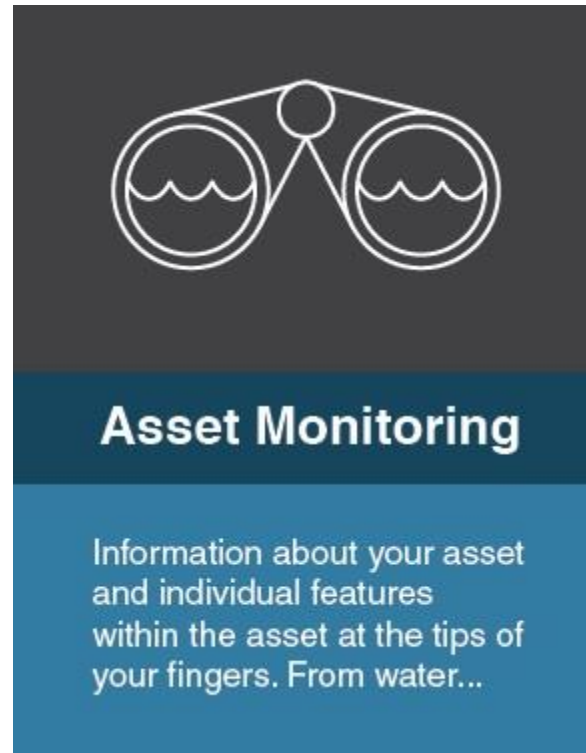 Asset Monitoring
Information about your asset
and individual features
within the asset at the tips of
your fingers. From water...